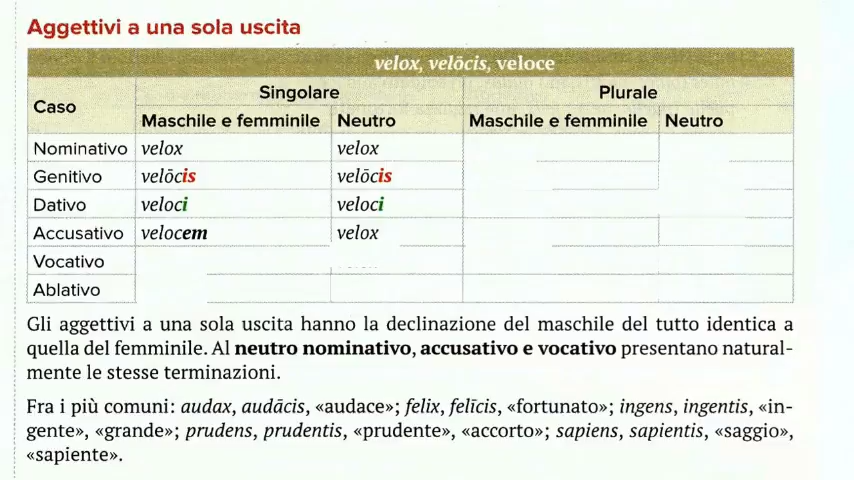 Aggettivi a una sola uscita
velox, velōcis, veloce
Caso Singolare Plurale
Maschile e femminile Neutro Maschile e femminile Neutro
Nominativo velox velox
Genitivo velōcis velōcis
Dativo veloci veloci
Accusativo velocem velox
Vocativo
Ablativo
Gli aggettivi a una sola uscita hanno la declinazione del maschile del tutto identica a
quella del femminile. Al neutro nominativo, accusativo e vocativo presentano natural-
mente le stesse terminazioni.
Fra i più comuni: audax, audācis, «audace»; felix, felīcis, «fortunato»; ingens, ingentis, «in-
gente», «grande»; prudens, prudentis, «prudente», «accorto»; sapiens, sapientis, «saggio»,
«sapiente».